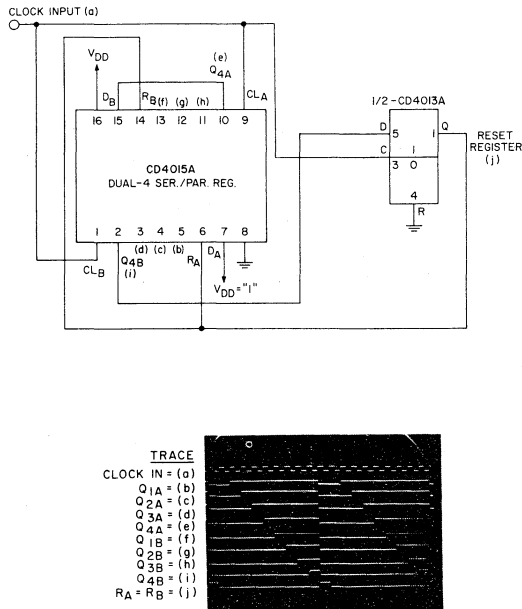 CLOCK INPUT (a)
VDD
(e)
Q4A
DB
RB
(f)
(g)
(h)
CLA
16 15 14 13 12 11 10 9
CD4015A
DUAL-4 SER./PAR. REG.
1 2 3 4 5 6 7 8
(d) (c) (b)
CLB
Q4B
(i)
RA
DA
VDD = "1"
1/2-CD4013A
D
5
1
Q
C
1
3
0
4
R
RESET
REGISTER
(j)
TRACE
CLOCK IN = (a)
Q1A = (b)
Q2A = (c)
Q3A = (d)
Q4A = (e)
Q1B = (f)
Q2B = (g)
Q3B = (h)
Q4B = (i)
RA = RB = (j)